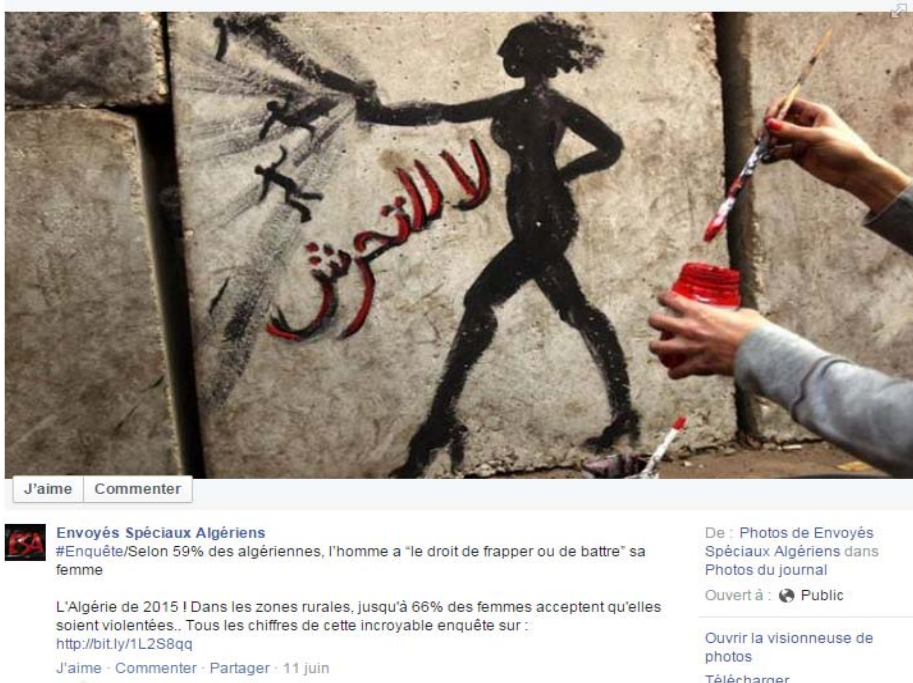 لا للتحرش
J'aime Commenter
ESA
Envoyés Spéciaux Algériens
#Enquête/Selon 59% des algériennes, l'homme a “le droit de frapper ou de battre” sa
femme
L'Algérie de 2015 ! Dans les zones rurales, jusqu'à 66% des femmes acceptent qu'elles
soient violentées.. Tous les chiffres de cette incroyable enquête sur :
http://bit.ly/1L2S8qq
J'aime · Commenter · Partager · 11 juin
De : Photos de Envoyés
Spéciaux Algériens dans
Photos du journal
Ouvert à : Public
Ouvrir la visionneuse de
photos
Télécharger